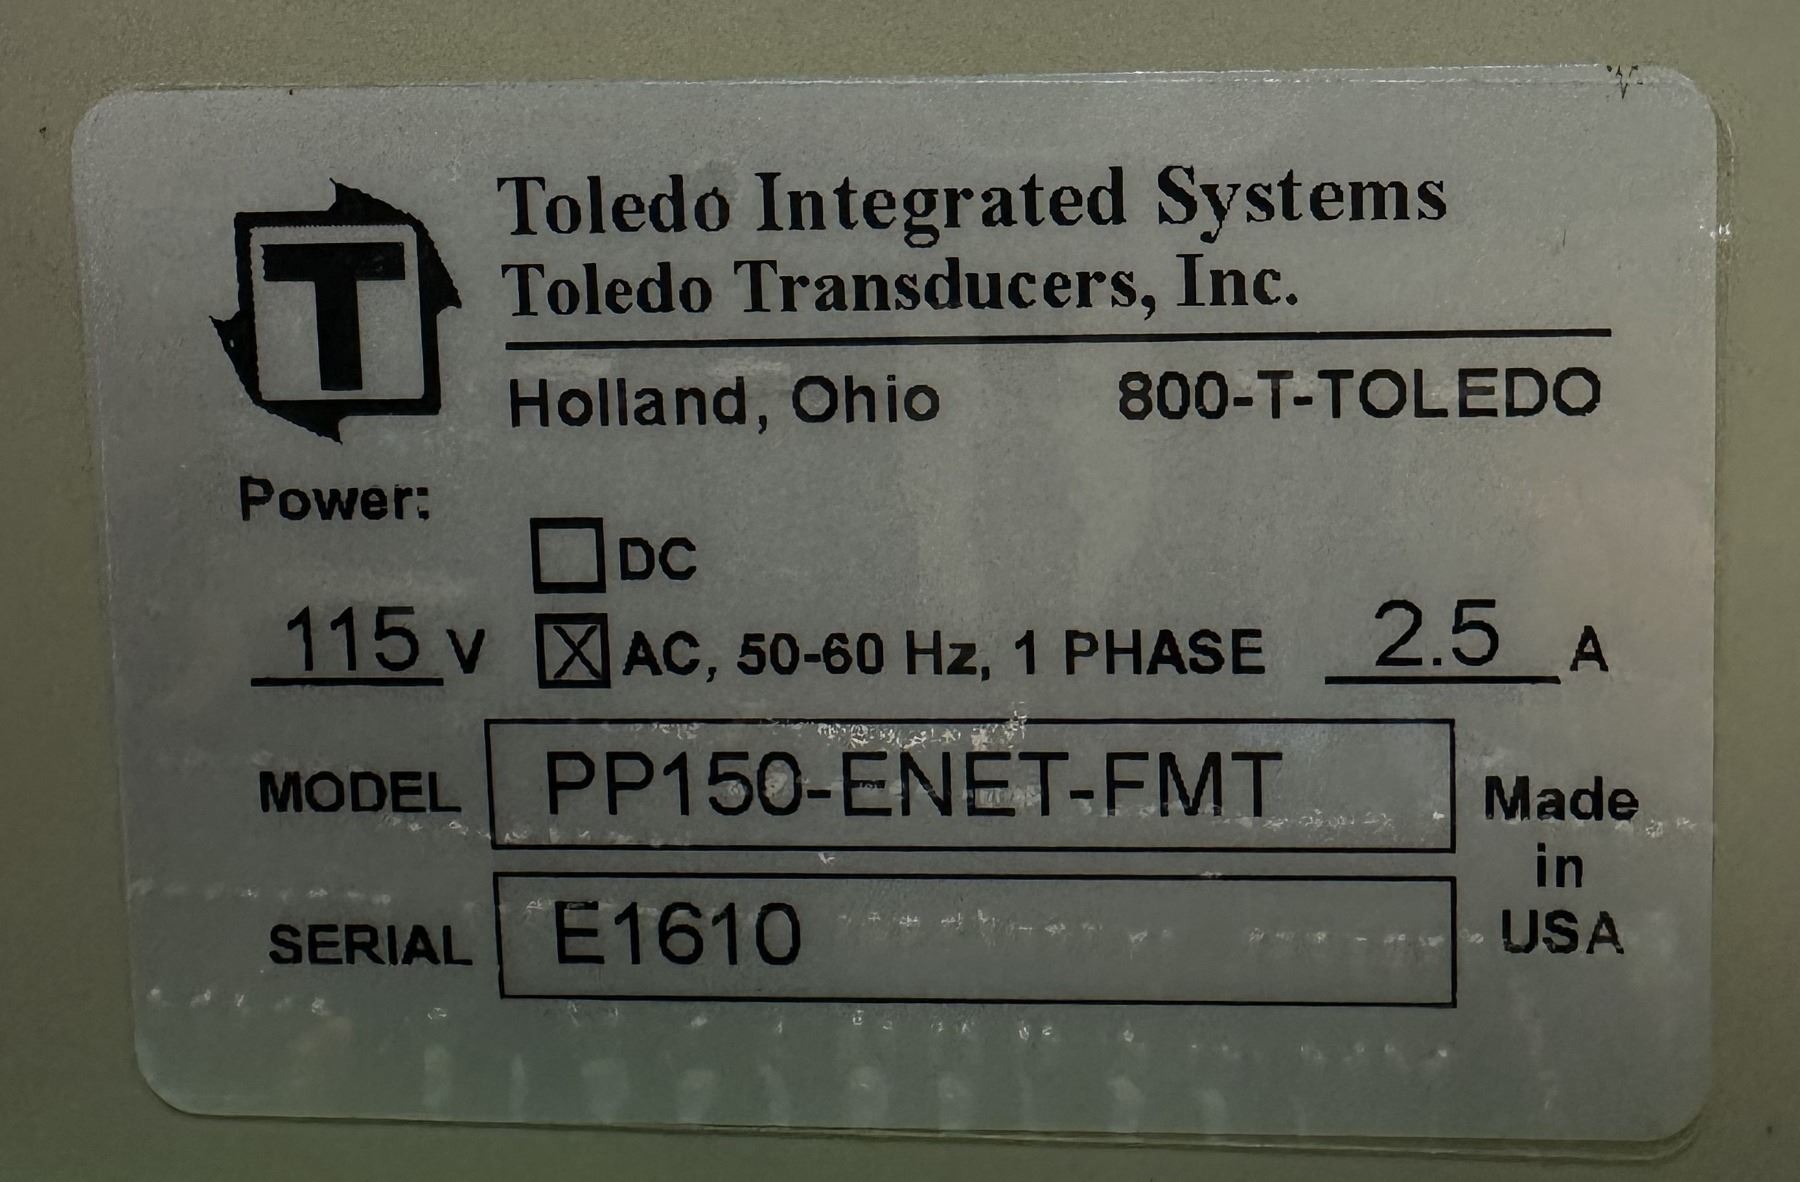 T
Toledo Integrated Systems
Toledo Transducers, Inc.
Holland, Ohio 800-T-TOLEDO
Power:
DC
115 V X AC, 50-60 Hz, 1 PHASE 2.5 A
MODEL PP150-ENET-FMT
SERIAL E1610
Made
in
USA